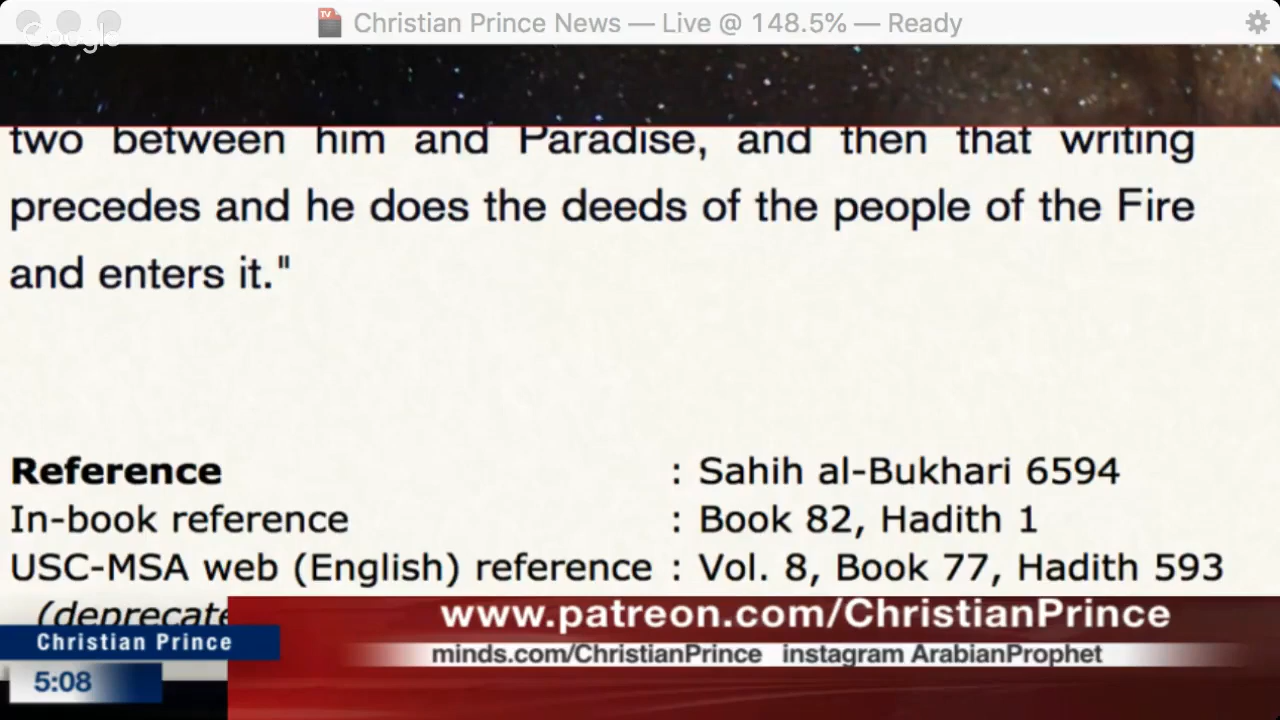 Christian Prince News — Live @ 148.5% — Ready
Google
two between him and Paradise, and then that writing
precedes and he does the deeds of the people of the Fire
and enters it."
Reference : Sahih al-Bukhari 6594
In-book reference : Book 82, Hadith 1
USC-MSA web (English) reference : Vol. 8, Book 77, Hadith 593
(deprecate
www.patreon.com/ChristianPrince
Christian Prince
minds.com/ChristianPrince instagram ArabianProphet
5:08